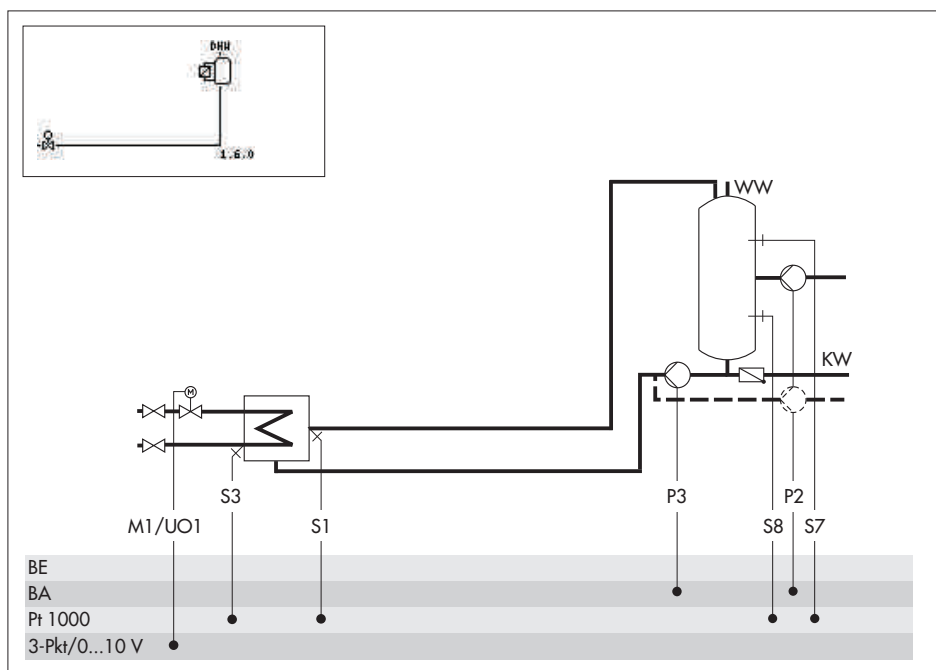 DHW
1.6.0
WW
KW
M
S3
P3
P2
M1/UO1
S1
S8
S7
BE
BA
Pt 1000
3-Pkt/0...10 V